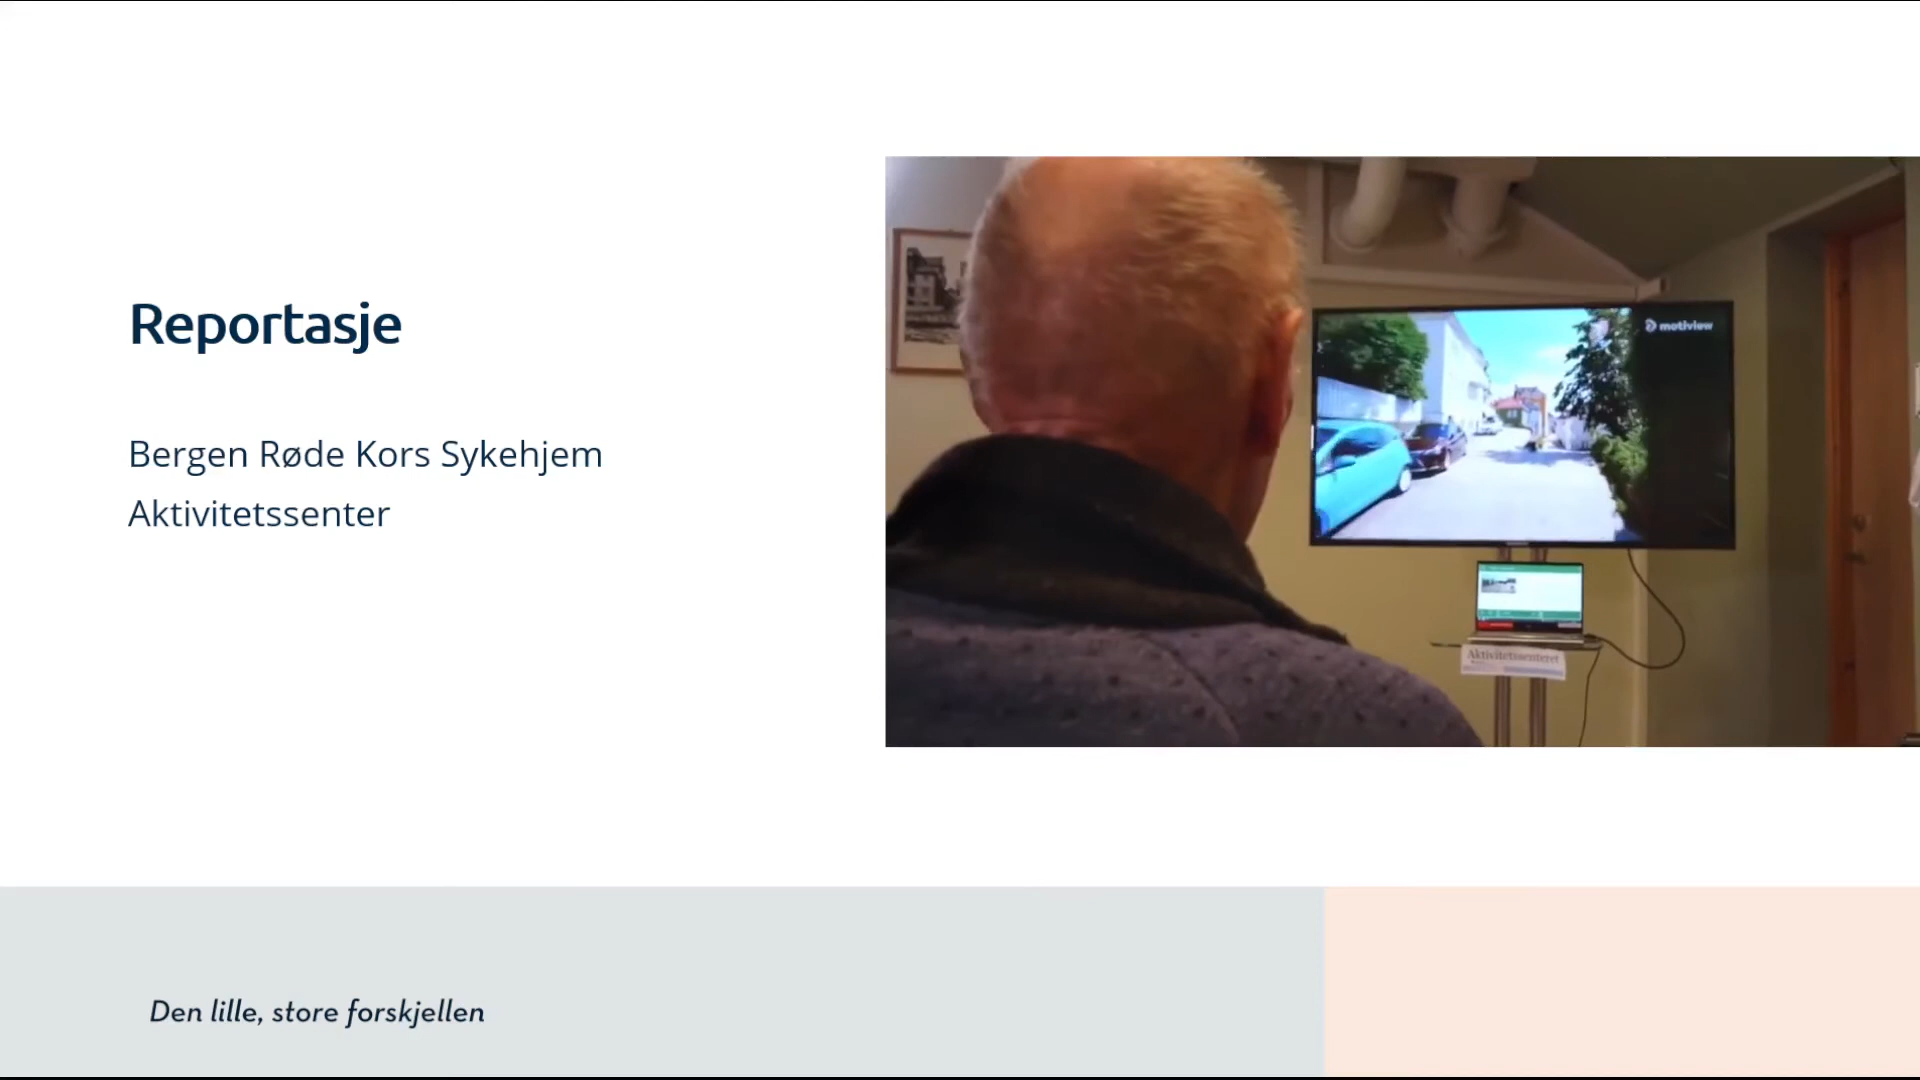 Reportasje
Bergen Røde Kors Sykehjem
Aktivitetssenter
motiview
Aktivitetssenteret
Den lille, store forskjellen